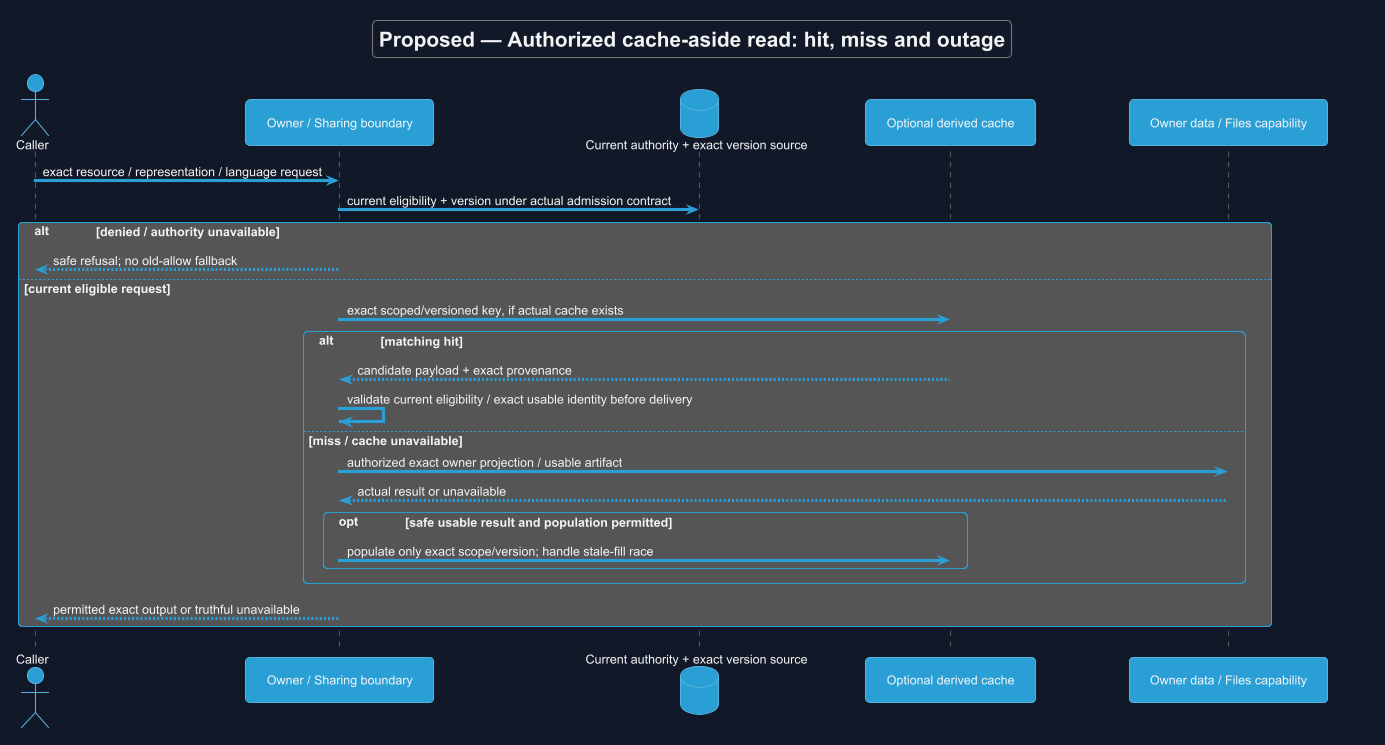 Proposed — Authorized cache-aside read: hit, miss and outage
Caller
Owner / Sharing boundary
Current authority + exact version source
Optional derived cache
Owner data / Files capability
exact resource / representation / language request
current eligibility + version under actual admission contract
alt [denied / authority unavailable]
safe refusal; no old-allow fallback
[current eligible request]
exact scoped/versioned key, if actual cache exists
alt [matching hit]
candidate payload + exact provenance
validate current eligibility / exact usable identity before delivery
[miss / cache unavailable]
authorized exact owner projection / usable artifact
actual result or unavailable
opt [safe usable result and population permitted]
populate only exact scope/version; handle stale-fill race
permitted exact output or truthful unavailable
Caller
Owner / Sharing boundary
Current authority + exact version source
Optional derived cache
Owner data / Files capability